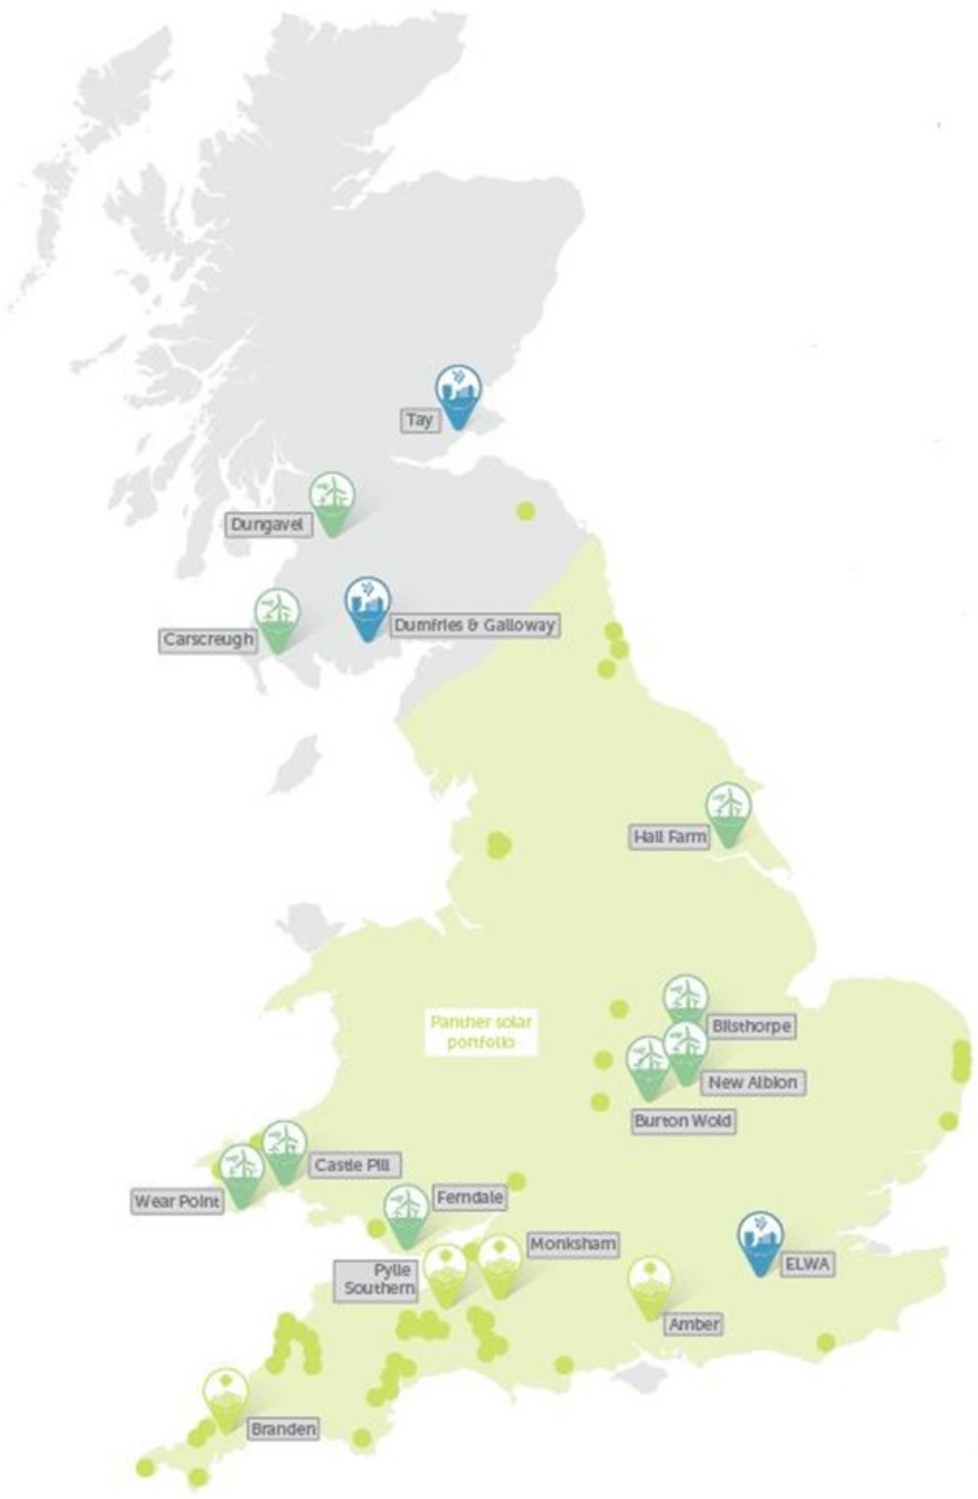 Tay
Dungavel
Dumfries & Galloway
Carscreugh
Hall Farm
Panther solar
portfolio
Bilsthorpe
New Albion
Burton Wold
Castle Pill
Wear Point
Ferndale
Monksham
Pylle
Southern
ELWA
Amber
Branden